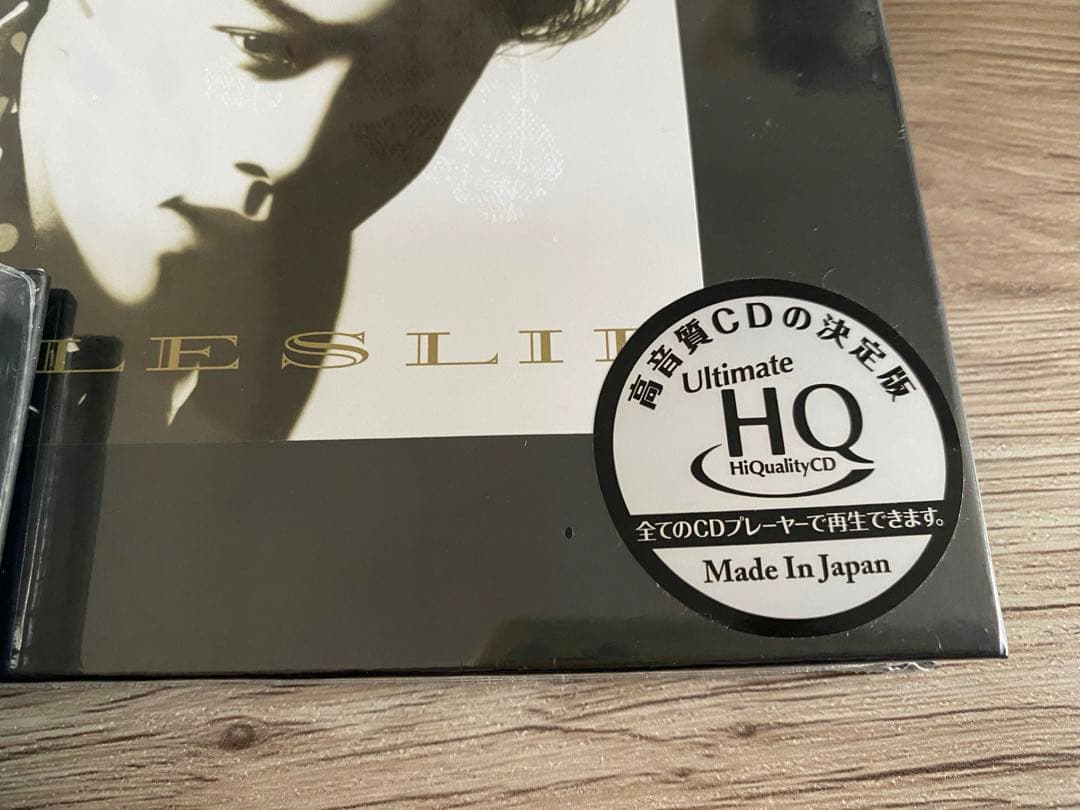 LESLIE
高音質CDの決定版
Ultimate
HQ
HiQualityCD
全てのCDプレーヤーで再生できます。
Made In Japan